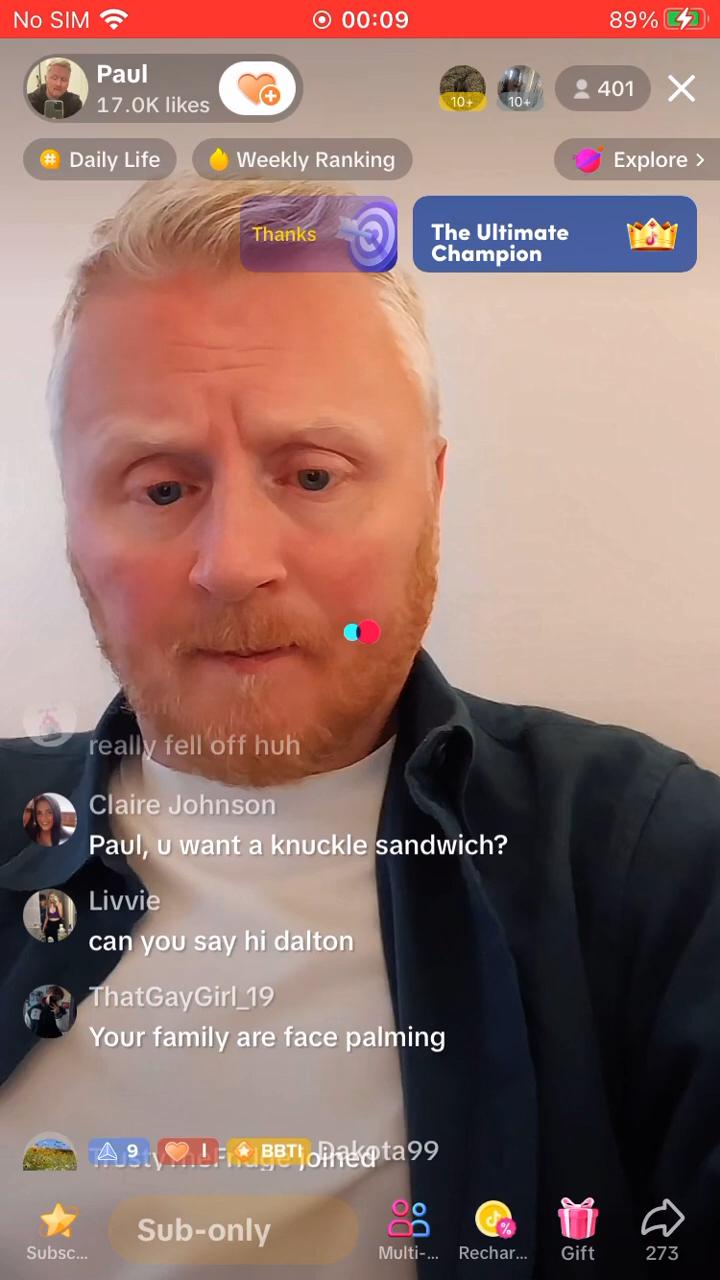 No SIM 00:09 89%
Paul
17.0K likes
10+ 10+ 401
Daily Life Weekly Ranking Explore >
Thanks The Ultimate
Champion
really fell off huh
Claire Johnson
Paul, u want a knuckle sandwich?
Livvie
can you say hi dalton
ThatGayGirl_19
Your family are face palming
9 I BBTI Dakota99
joined
Sub-only
Subsc... Multi-... Rechar... Gift 273